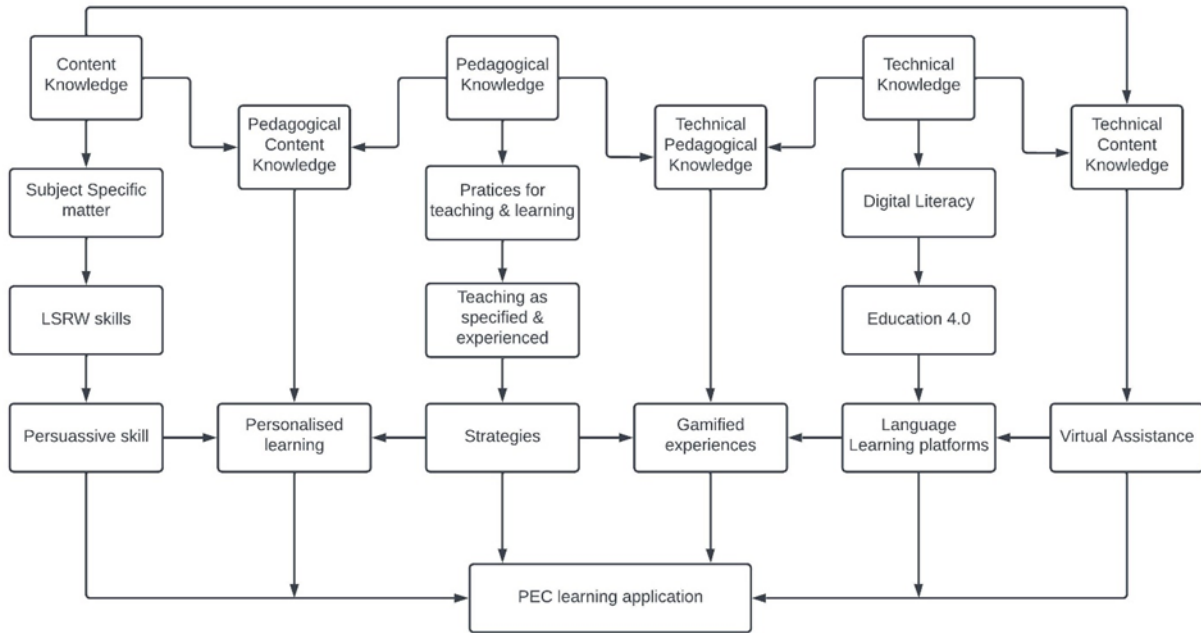 Content
Knowledge
Pedagogical
Knowledge
Technical
Knowledge
Pedagogical
Content
Knowledge
Technical
Pedagogical
Knowledge
Technical
Content
Knowledge
Subject Specific
matter
Pratices for
teaching & learning
Digital Literacy
LSRW skills
Teaching as
specified &
experienced
Education 4.0
Persuassive skill
Personalised
learning
Strategies
Gamified
experiences
Language
Learning platforms
Virtual Assistance
PEC learning application